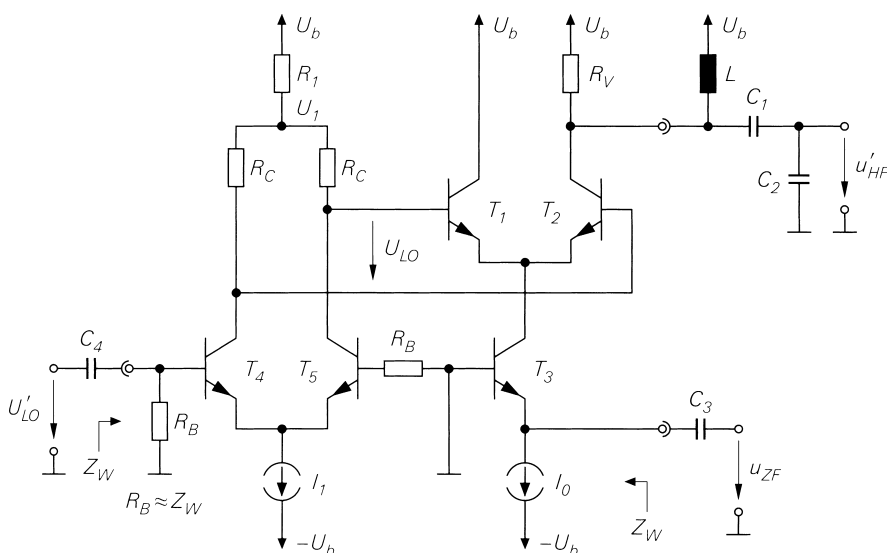 U_b
U_b
U_b
U_b
R_1
R_V
L
U_1
C_1
R_C
R_C
C_2
u'_HF
T_1
T_2
U_LO
C_4
R_B
T_4
T_5
T_3
C_3
U'_LO
R_B
Z_W
I_1
I_0
u_ZF
R_B ≈ Z_W
Z_W
-U_b
-U_b